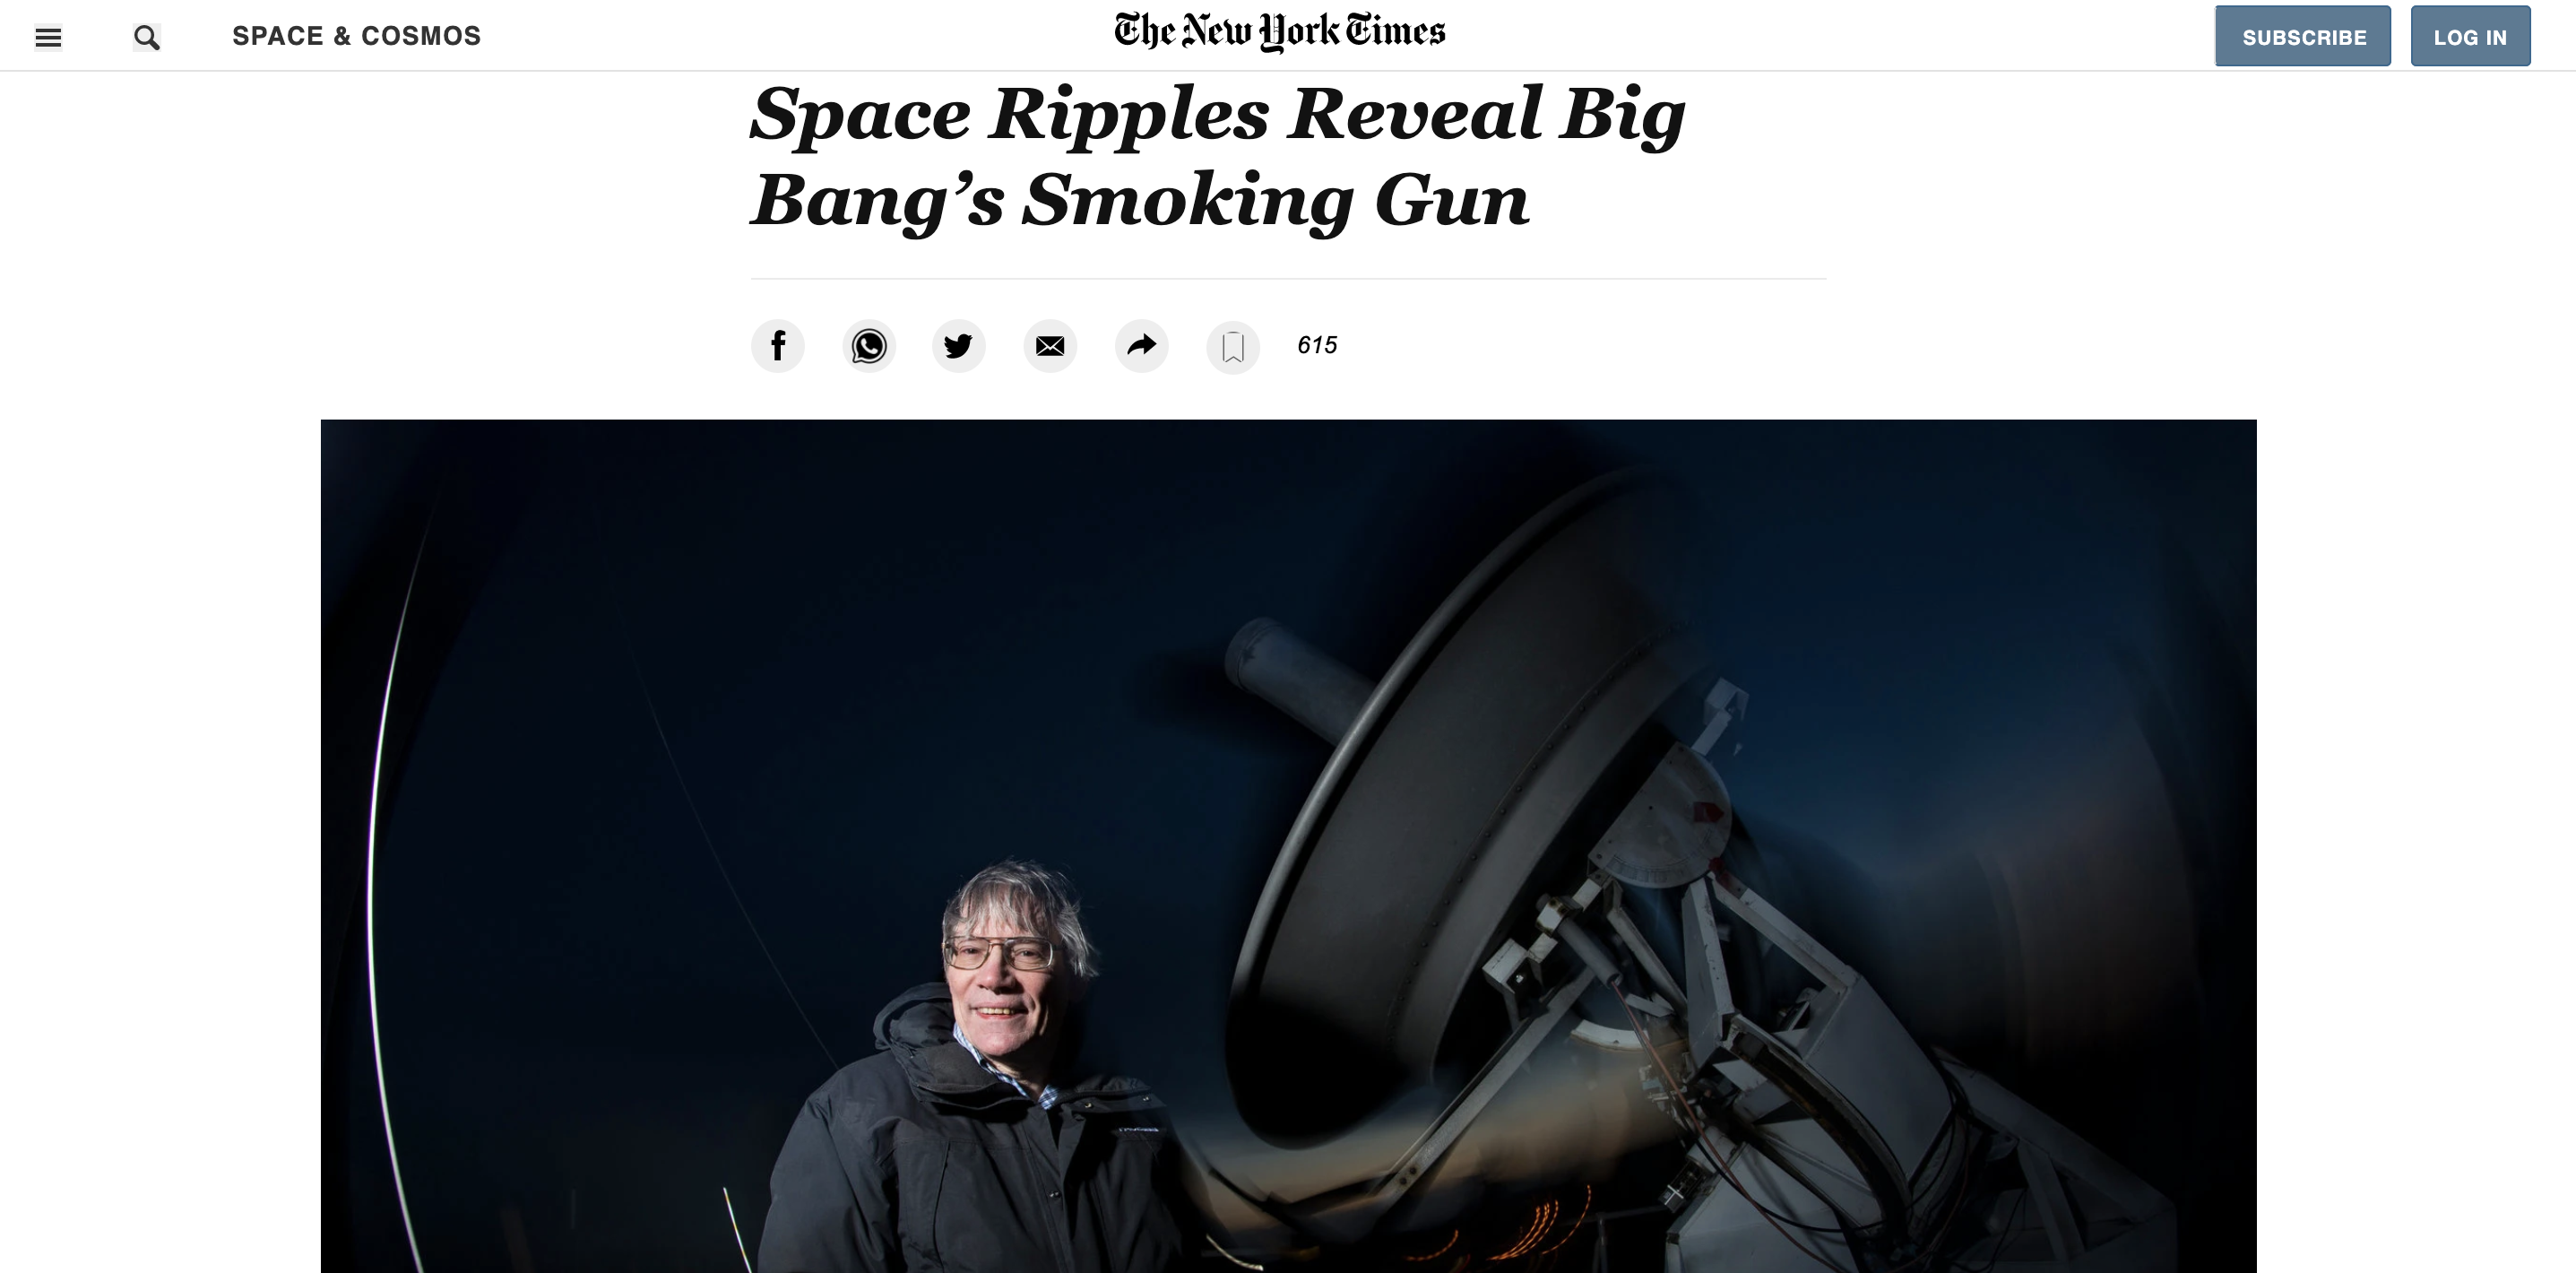 SPACE & COSMOS
The New York Times
SUBSCRIBE
LOG IN
Space Ripples Reveal Big
Bang’s Smoking Gun
615